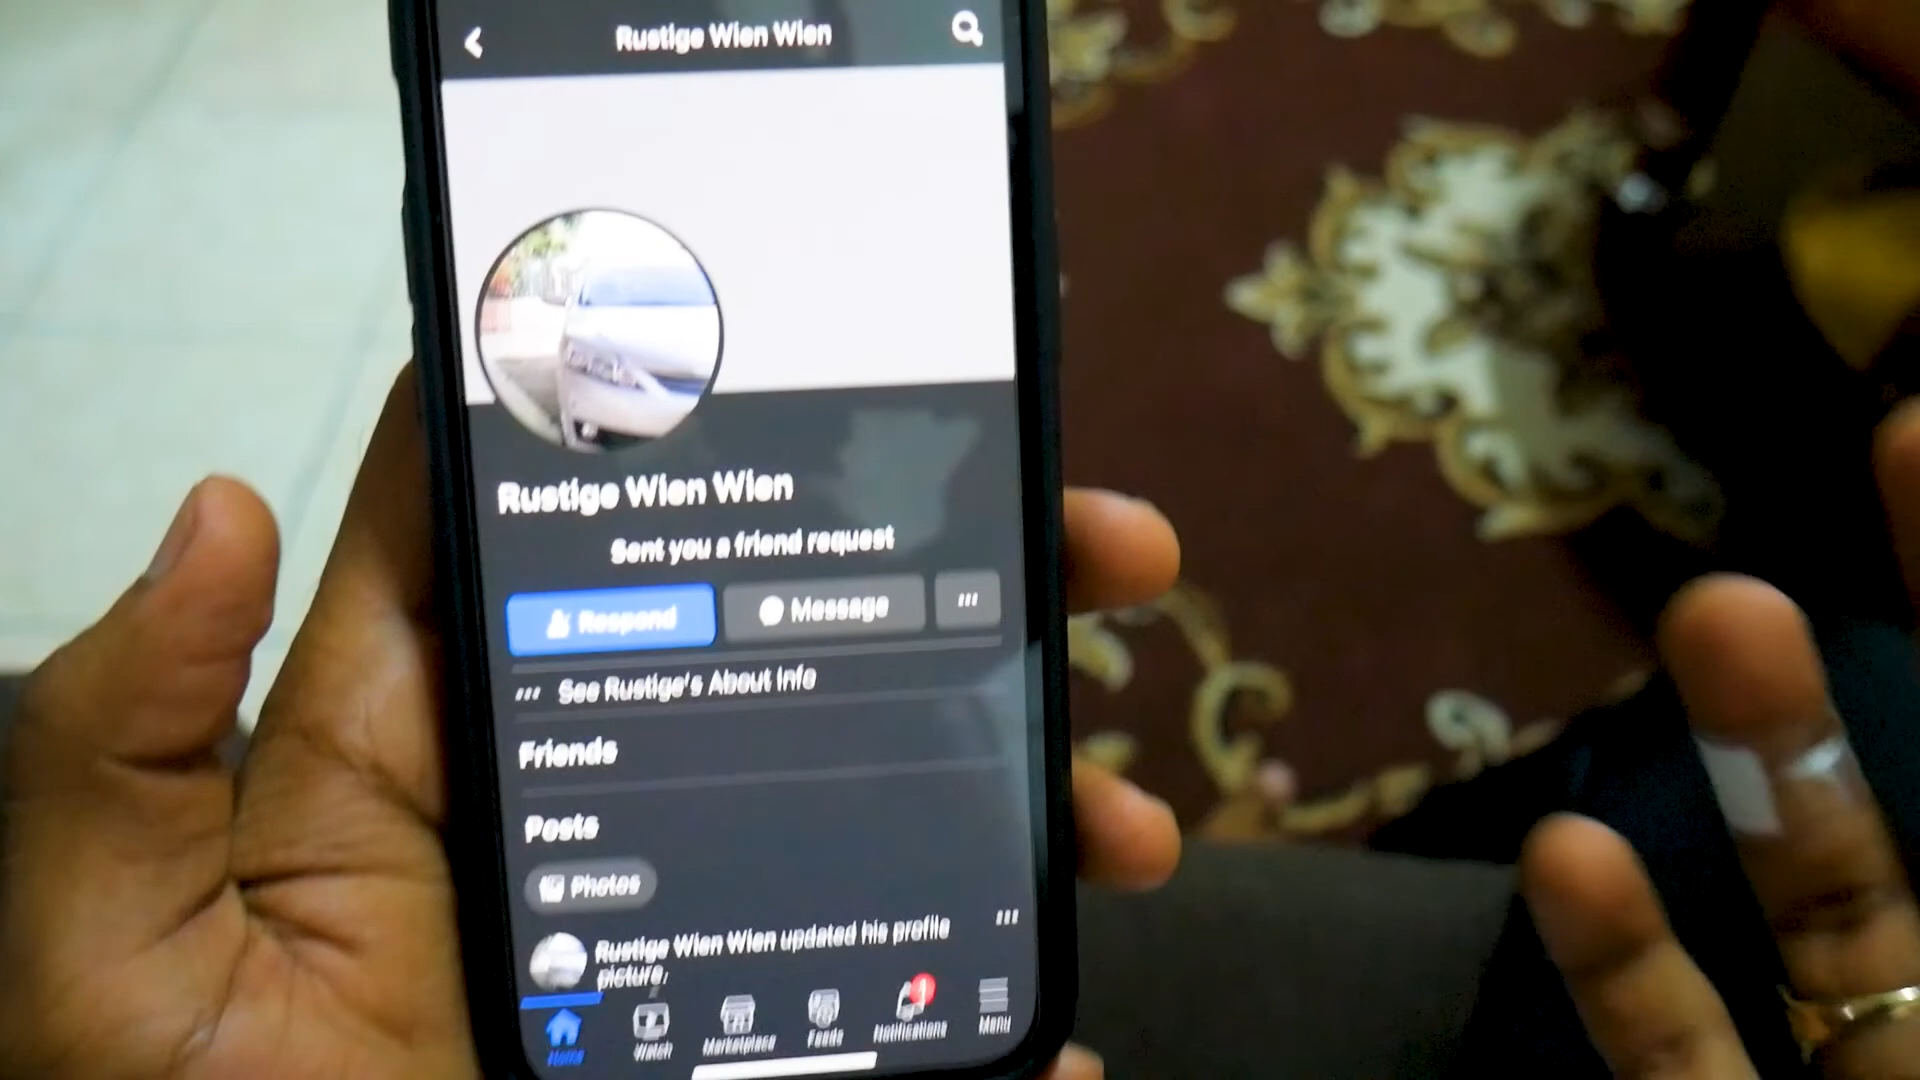 Rustige Wien Wien
Rustige Wien Wien
Sent you a friend request
Respond
Message
See Rustige's About Info
Friends
Posts
Photos
Rustige Wien Wien updated his profile
picture.
Home
Watch
Marketplace
Feeds
Notifications
Menu